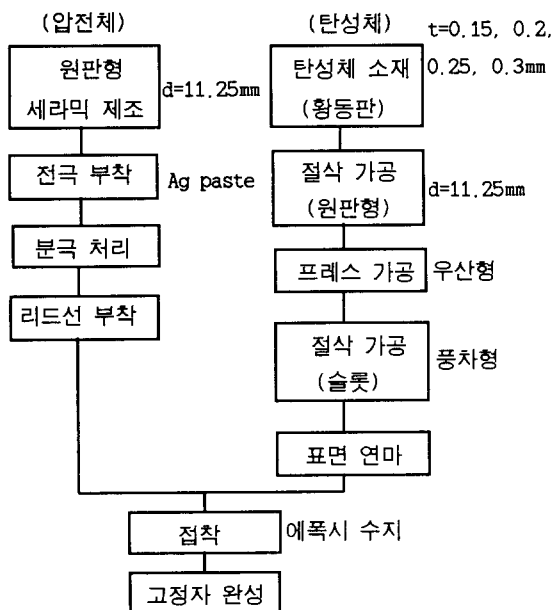 (압전체)
원판형
세라믹 제조
d=11.25mm
전극 부착
Ag paste
분극 처리
리드선 부착
(탄성체)
t=0.15, 0.2,
0.25, 0.3mm
탄성체 소재
(황동판)
절삭 가공
(원판형)
d=11.25mm
프레스 가공
우산형
절삭 가공
(슬롯)
풍차형
표면 연마
접착
에폭시 수지
고정자 완성